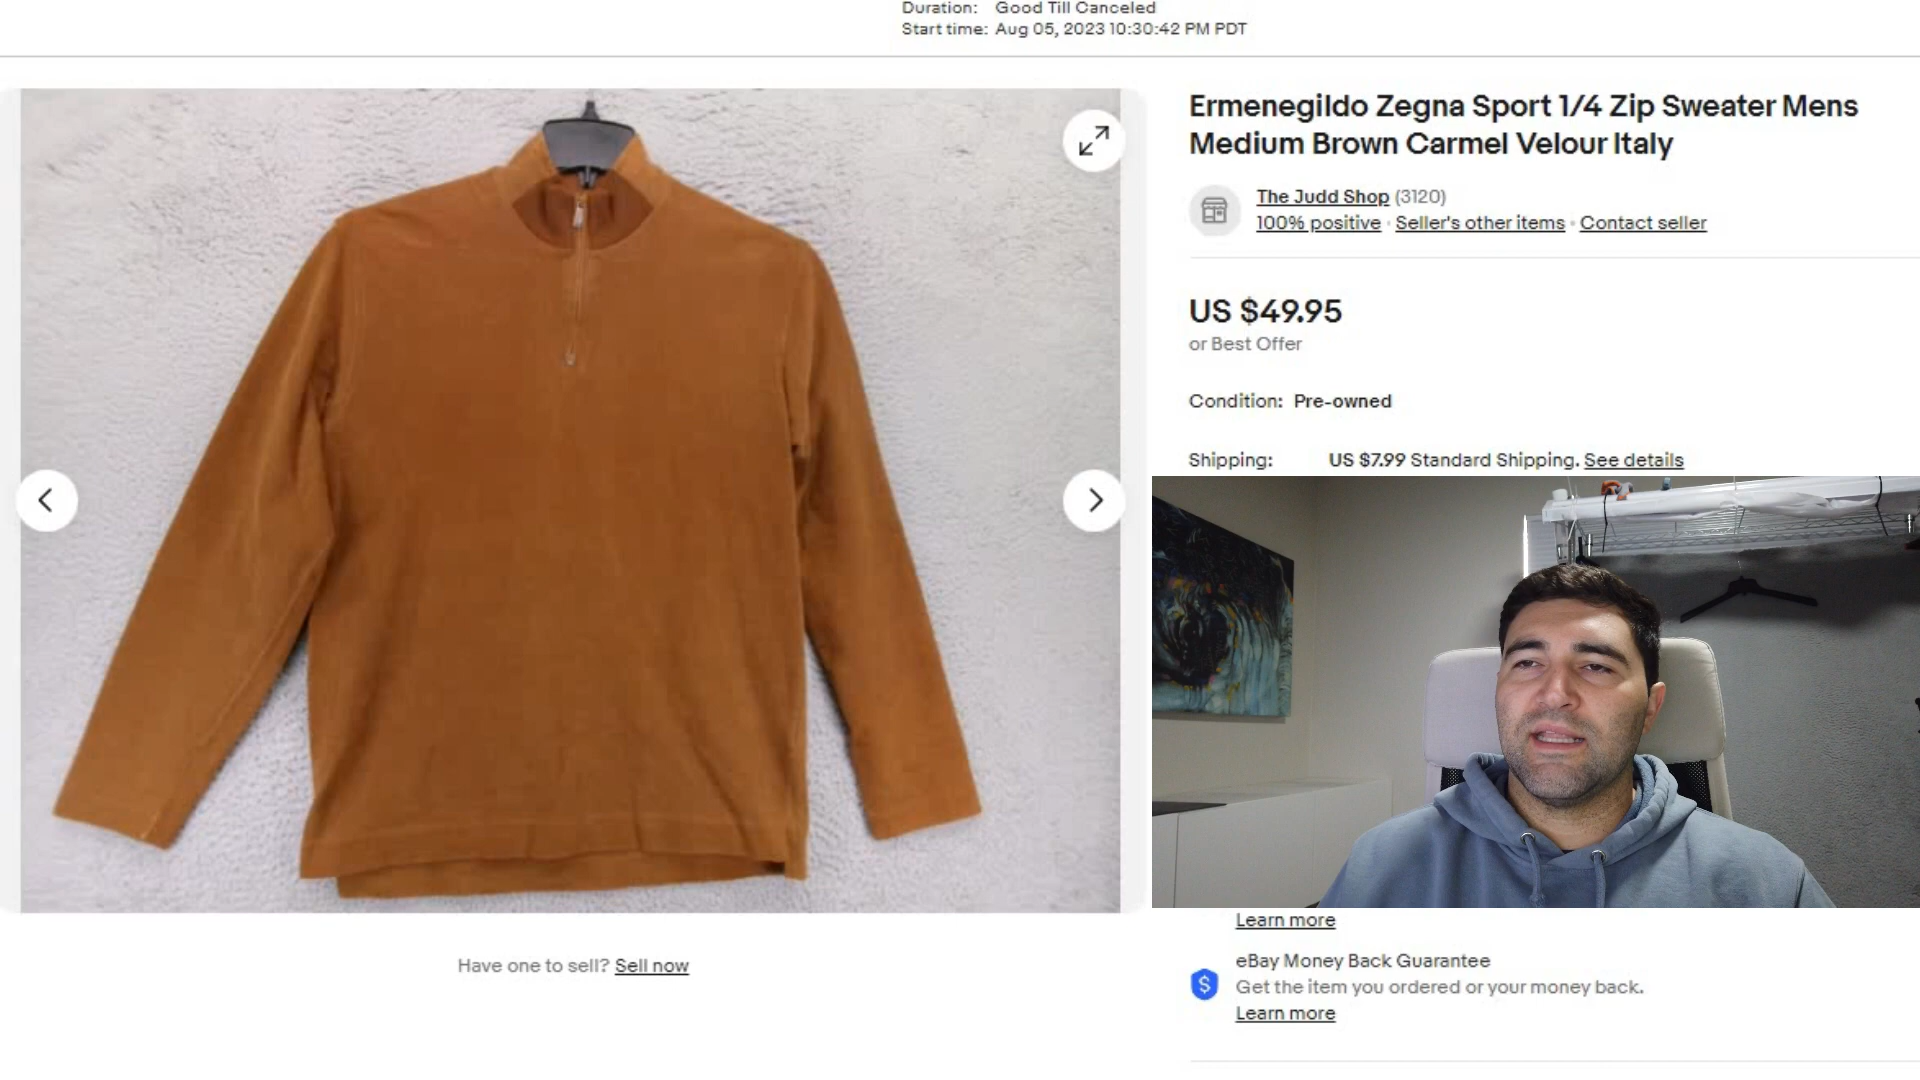 Duration: Good Till Canceled
Start time: Aug 05, 2023 10:30:42 PM PDT
Ermenegildo Zegna Sport 1/4 Zip Sweater Mens
Medium Brown Carmel Velour Italy
The Judd Shop (3120)
100% positive · Seller's other items · Contact seller
US $49.95
or Best Offer
Condition: Pre-owned
Shipping: US $7.99 Standard Shipping. See details
Learn more
eBay Money Back Guarantee
Get the item you ordered or your money back.
Learn more
Have one to sell? Sell now